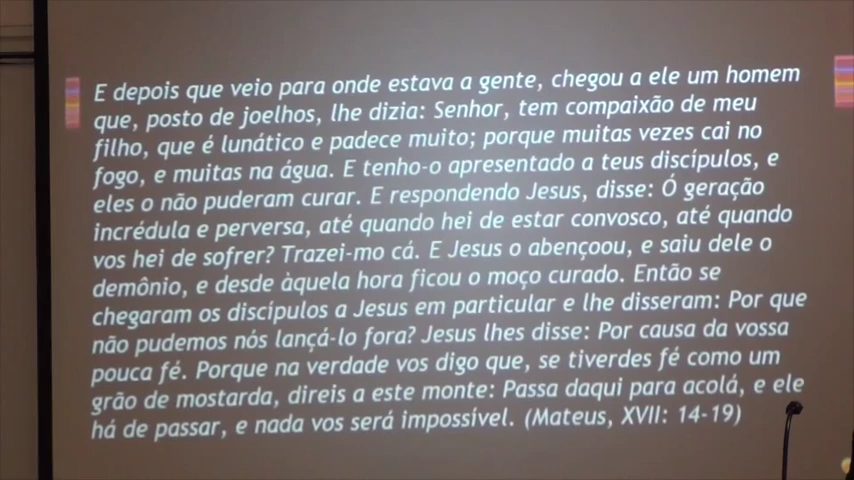 E depois que veio para onde estava a gente, chegou a ele um homem
que, posto de joelhos, lhe dizia: Senhor, tem compaixão de meu
filho, que é lunático e padece muito; porque muitas vezes cai no
fogo, e muitas na água. E tenho-o apresentado a teus discípulos, e
eles o não puderam curar. E respondendo Jesus, disse: Ó geração
incrédula e perversa, até quando hei de estar convosco, até quando
vos hei de sofrer? Trazei-mo cá. E Jesus o abençoou, e saiu dele o
demônio, e desde àquela hora ficou o moço curado. Então se
chegaram os discípulos a Jesus em particular e lhe disseram: Por que
não pudemos nós lançá-lo fora? Jesus lhes disse: Por causa da vossa
pouca fé. Porque na verdade vos digo que, se tiverdes fé como um
grão de mostarda, direis a este monte: Passa daqui para acolá, e ele
há de passar, e nada vos será impossível. (Mateus, XVII: 14-19)